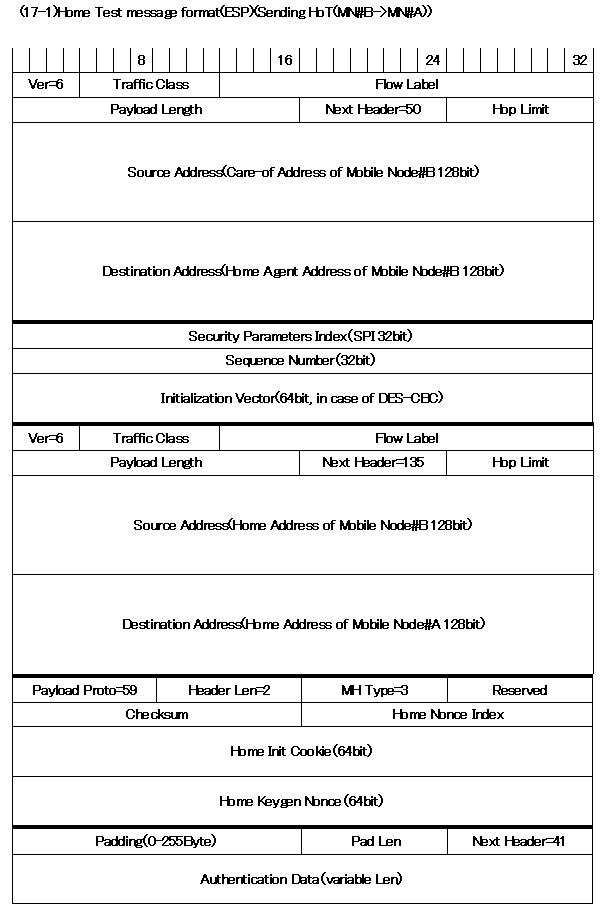 (17-1)Home Test message format(ESP)(Sending HoT(MN#B->MN#A))
8 16 24 32
Ver=6 Traffic Class Flow Label
Payload Length Next Header=50 Hop Limit
Source Address(Care-of Address of Mobile Node#B 128bit)
Destination Address(Home Agent Address of Mobile Node#B 128bit)
Security Parameters Index(SPI 32bit)
Sequence Number(32bit)
Initialization Vector(64bit, in case of DES-CBC)
Ver=6 Traffic Class Flow Label
Payload Length Next Header=135 Hop Limit
Source Address(Home Address of Mobile Node#B 128bit)
Destination Address(Home Address of Mobile Node#A 128bit)
Payload Proto=59 Header Len=2 MH Type=3 Reserved
Checksum Home Nonce Index
Home Init Cookie(64bit)
Home Keygen Nonce(64bit)
Padding(0-255Byte) Pad Len Next Header=41
Authentication Data(variable Len)